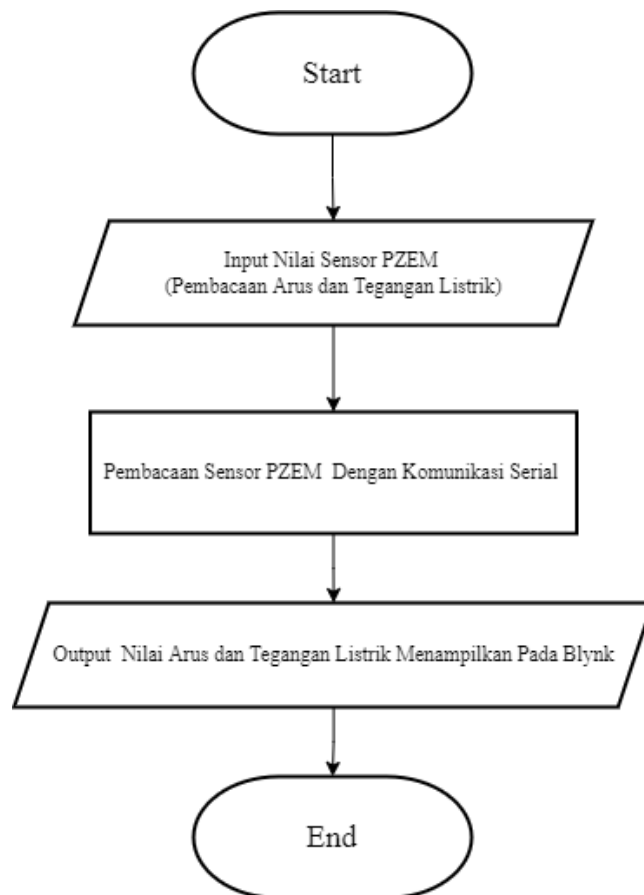 Start
Input Nilai Sensor PZEM
(Pembacaan Arus dan Tegangan Listrik)
Pembacaan Sensor PZEM  Dengan Komunikasi Serial
Output  Nilai Arus dan Tegangan Listrik Menampilkan Pada Blynk
End